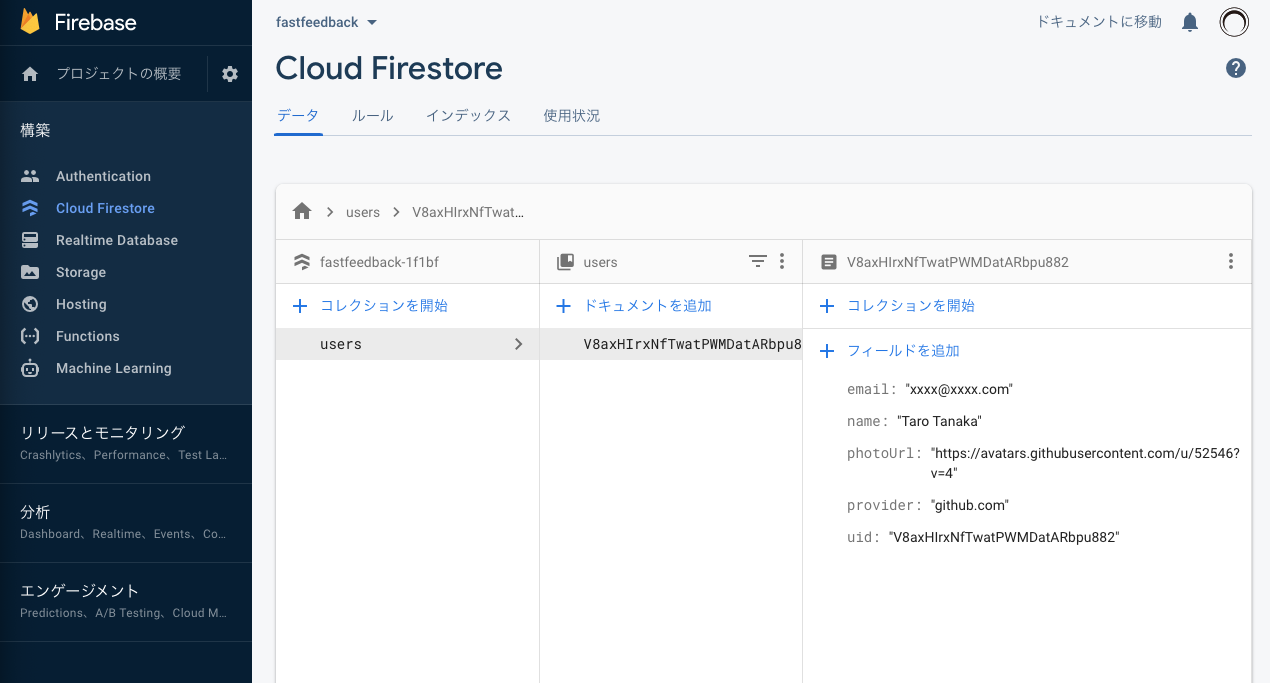 Firebase
プロジェクトの概要
構築
Authentication
Cloud Firestore
Realtime Database
Storage
Hosting
Functions
Machine Learning
リリースとモニタリング
Crashlytics、Performance、Test La...
分析
Dashboard、Realtime、Events、Co...
エンゲージメント
Predictions、A/B Testing、Cloud M...
fastfeedback
ドキュメントに移動
Cloud Firestore
データ ルール インデックス 使用状況
users V8axHIrxNfTwat...
fastfeedback-1f1bf
コレクションを開始
users
users
ドキュメントを追加
V8axHIrxNfTwatPWMDatARbpu8
V8axHIrxNfTwatPWMDatARbpu882
コレクションを開始
フィールドを追加
email: "xxxx@xxxx.com"
name: "Taro Tanaka"
photoUrl: "https://avatars.githubusercontent.com/u/52546?
v=4"
provider: "github.com"
uid: "V8axHIrxNfTwatPWMDatARbpu882"